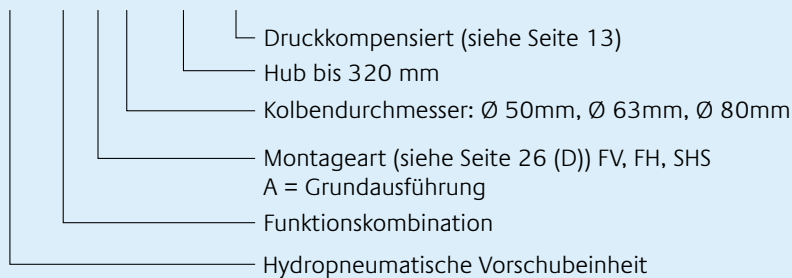 Druckkompensiert (siehe Seite 13)
Hub bis 320 mm
Kolbendurchmesser: Ø 50mm, Ø 63mm, Ø 80mm
Montageart (siehe Seite 26 (D)) FV, FH, SHS
A = Grundausführung
Funktionskombination
Hydropneumatische Vorschubeinheit